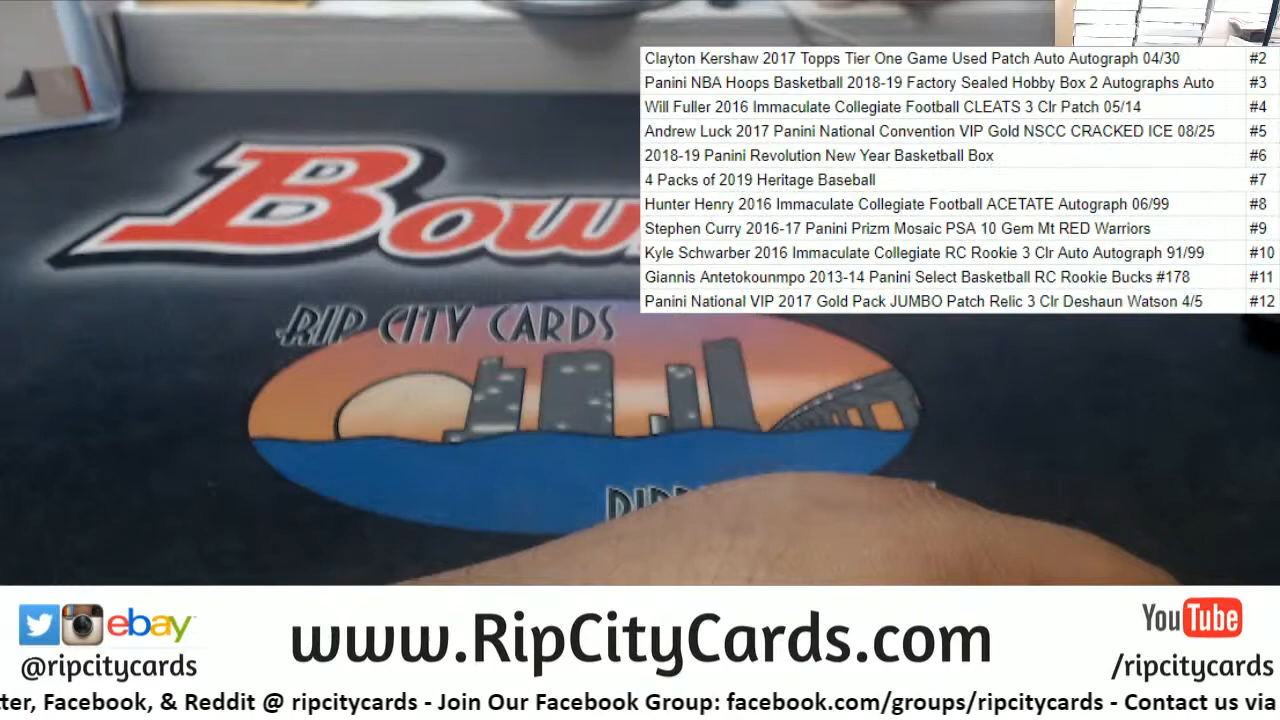 Clayton Kershaw 2017 Topps Tier One Game Used Patch Auto Autograph 04/30 #2
Panini NBA Hoops Basketball 2018-19 Factory Sealed Hobby Box 2 Autographs Auto #3
Will Fuller 2016 Immaculate Collegiate Football CLEATS 3 Clr Patch 05/14 #4
Andrew Luck 2017 Panini National Convention VIP Gold NSCC CRACKED ICE 08/25 #5
2018-19 Panini Revolution New Year Basketball Box #6
4 Packs of 2019 Heritage Baseball #7
Hunter Henry 2016 Immaculate Collegiate Football ACETATE Autograph 06/99 #8
Stephen Curry 2016-17 Panini Prizm Mosaic PSA 10 Gem Mt RED Warriors #9
Kyle Schwarber 2016 Immaculate Collegiate RC Rookie 3 Clr Auto Autograph 91/99 #10
Giannis Antetokounmpo 2013-14 Panini Select Basketball RC Rookie Bucks #178 #11
Panini National VIP 2017 Gold Pack JUMBO Patch Relic 3 Clr Deshaun Watson 4/5 #12
B Bow
RIP CITY CARDS
ebay
@ripcitycards
www.RipCityCards.com
YouTube
/ripcitycards
tter, Facebook, & Reddit @ ripcitycards - Join Our Facebook Group: facebook.com/groups/ripcitycards - Contact us via